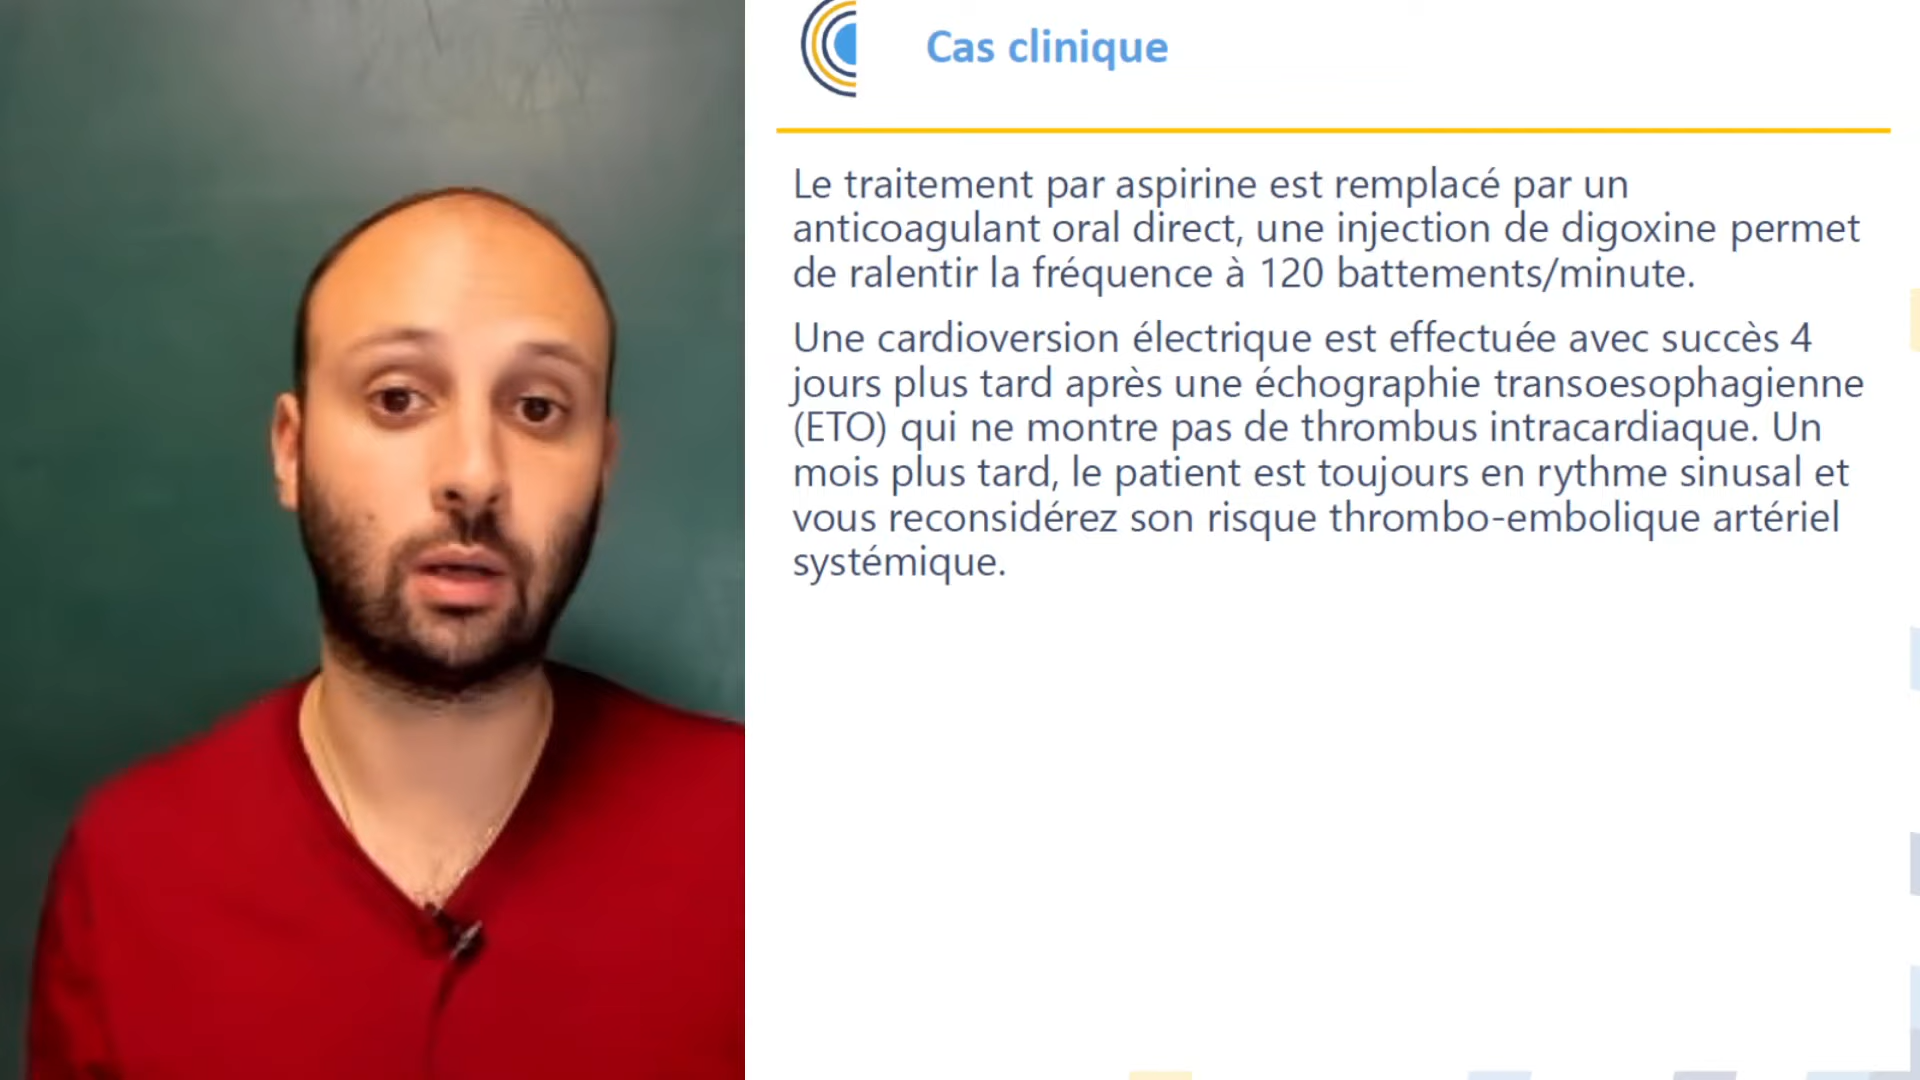 Cas clinique
Le traitement par aspirine est remplacé par un
anticoagulant oral direct, une injection de digoxine permet
de ralentir la fréquence à 120 battements/minute.
Une cardioversion électrique est effectuée avec succès 4
jours plus tard après une échographie transoesophagienne
(ETO) qui ne montre pas de thrombus intracardiaque. Un
mois plus tard, le patient est toujours en rythme sinusal et
vous reconsidérez son risque thrombo-embolique artériel
systémique.